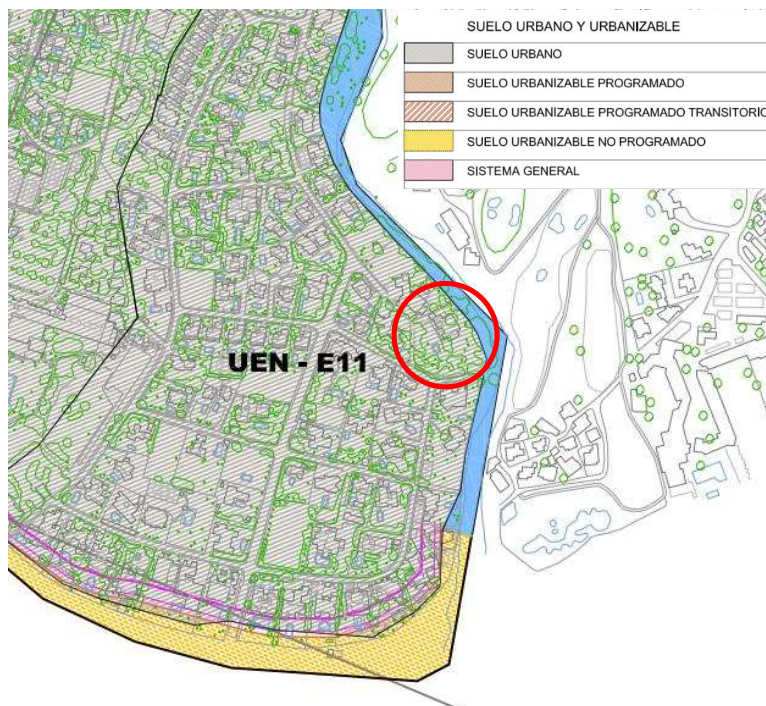 SUELO URBANO Y URBANIZABLE
SUELO URBANO
SUELO URBANIZABLE PROGRAMADO
SUELO URBANIZABLE PROGRAMADO TRANSITORIO
SUELO URBANIZABLE NO PROGRAMADO
SISTEMA GENERAL
UEN - E11